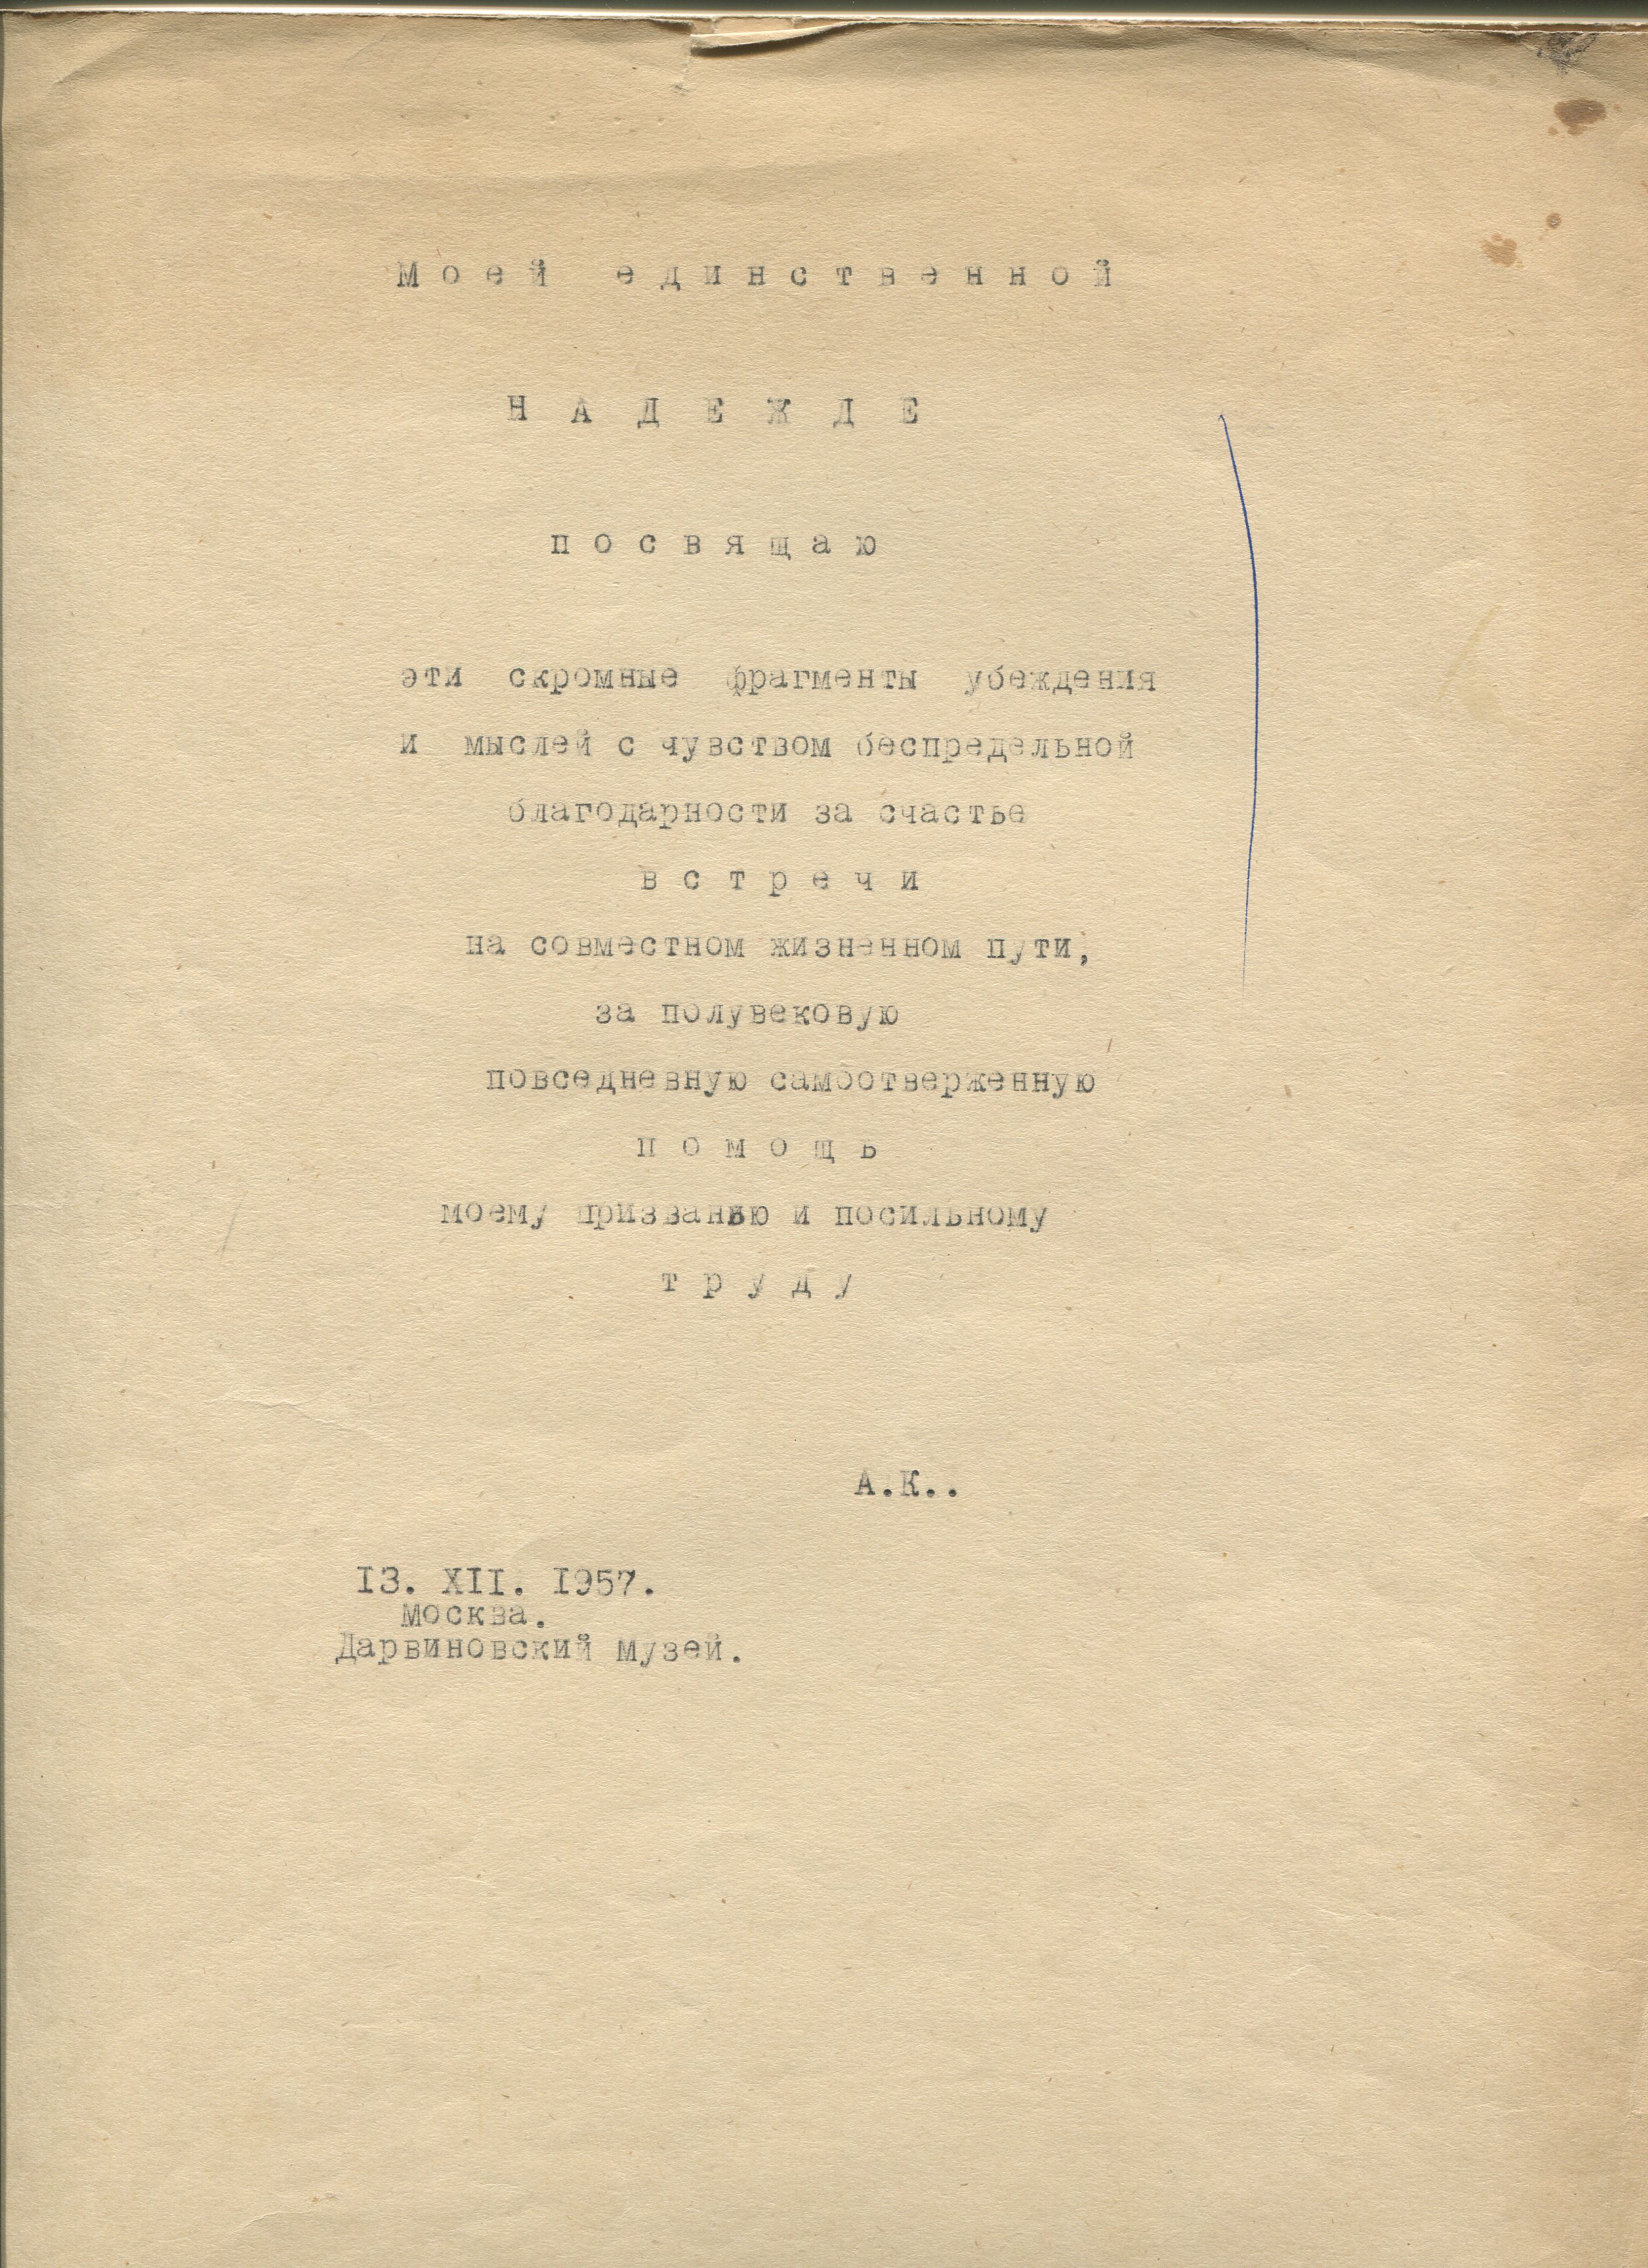 Моей единственной
НАДЕЖДЕ
посвящаю
эти скромные фрагменты убеждения
и мыслей с чувством беспредельной
благодарности за счастье
встречи
на совместном жизненном пути,
за полувековую
повседневную самоотверженную
помощь
моему призванью и посильному
труду
А.К..
13. XII. 1957.
Москва.
Дарвиновский Музей.